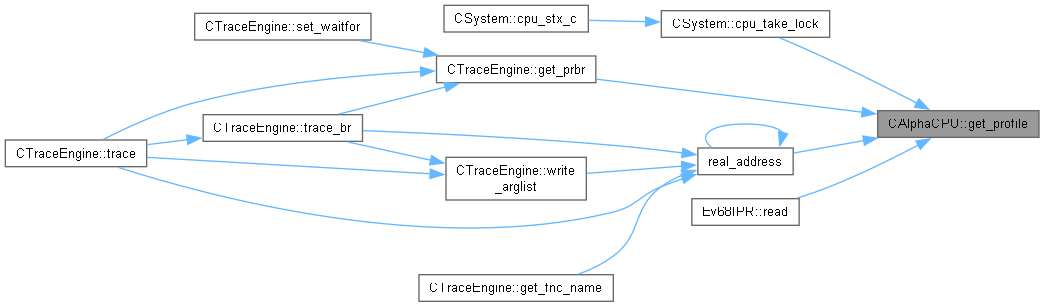 CTraceEngine::set_waitfor
CSystem::cpu_stx_c
CSystem::cpu_take_lock
CTraceEngine::get_prbr
CAlphaCPU::get_profile
CTraceEngine::trace_br
CTraceEngine::trace
real_address
CTraceEngine::write
_arglist
Ev68IPR::read
CTraceEngine::get_fnc_name